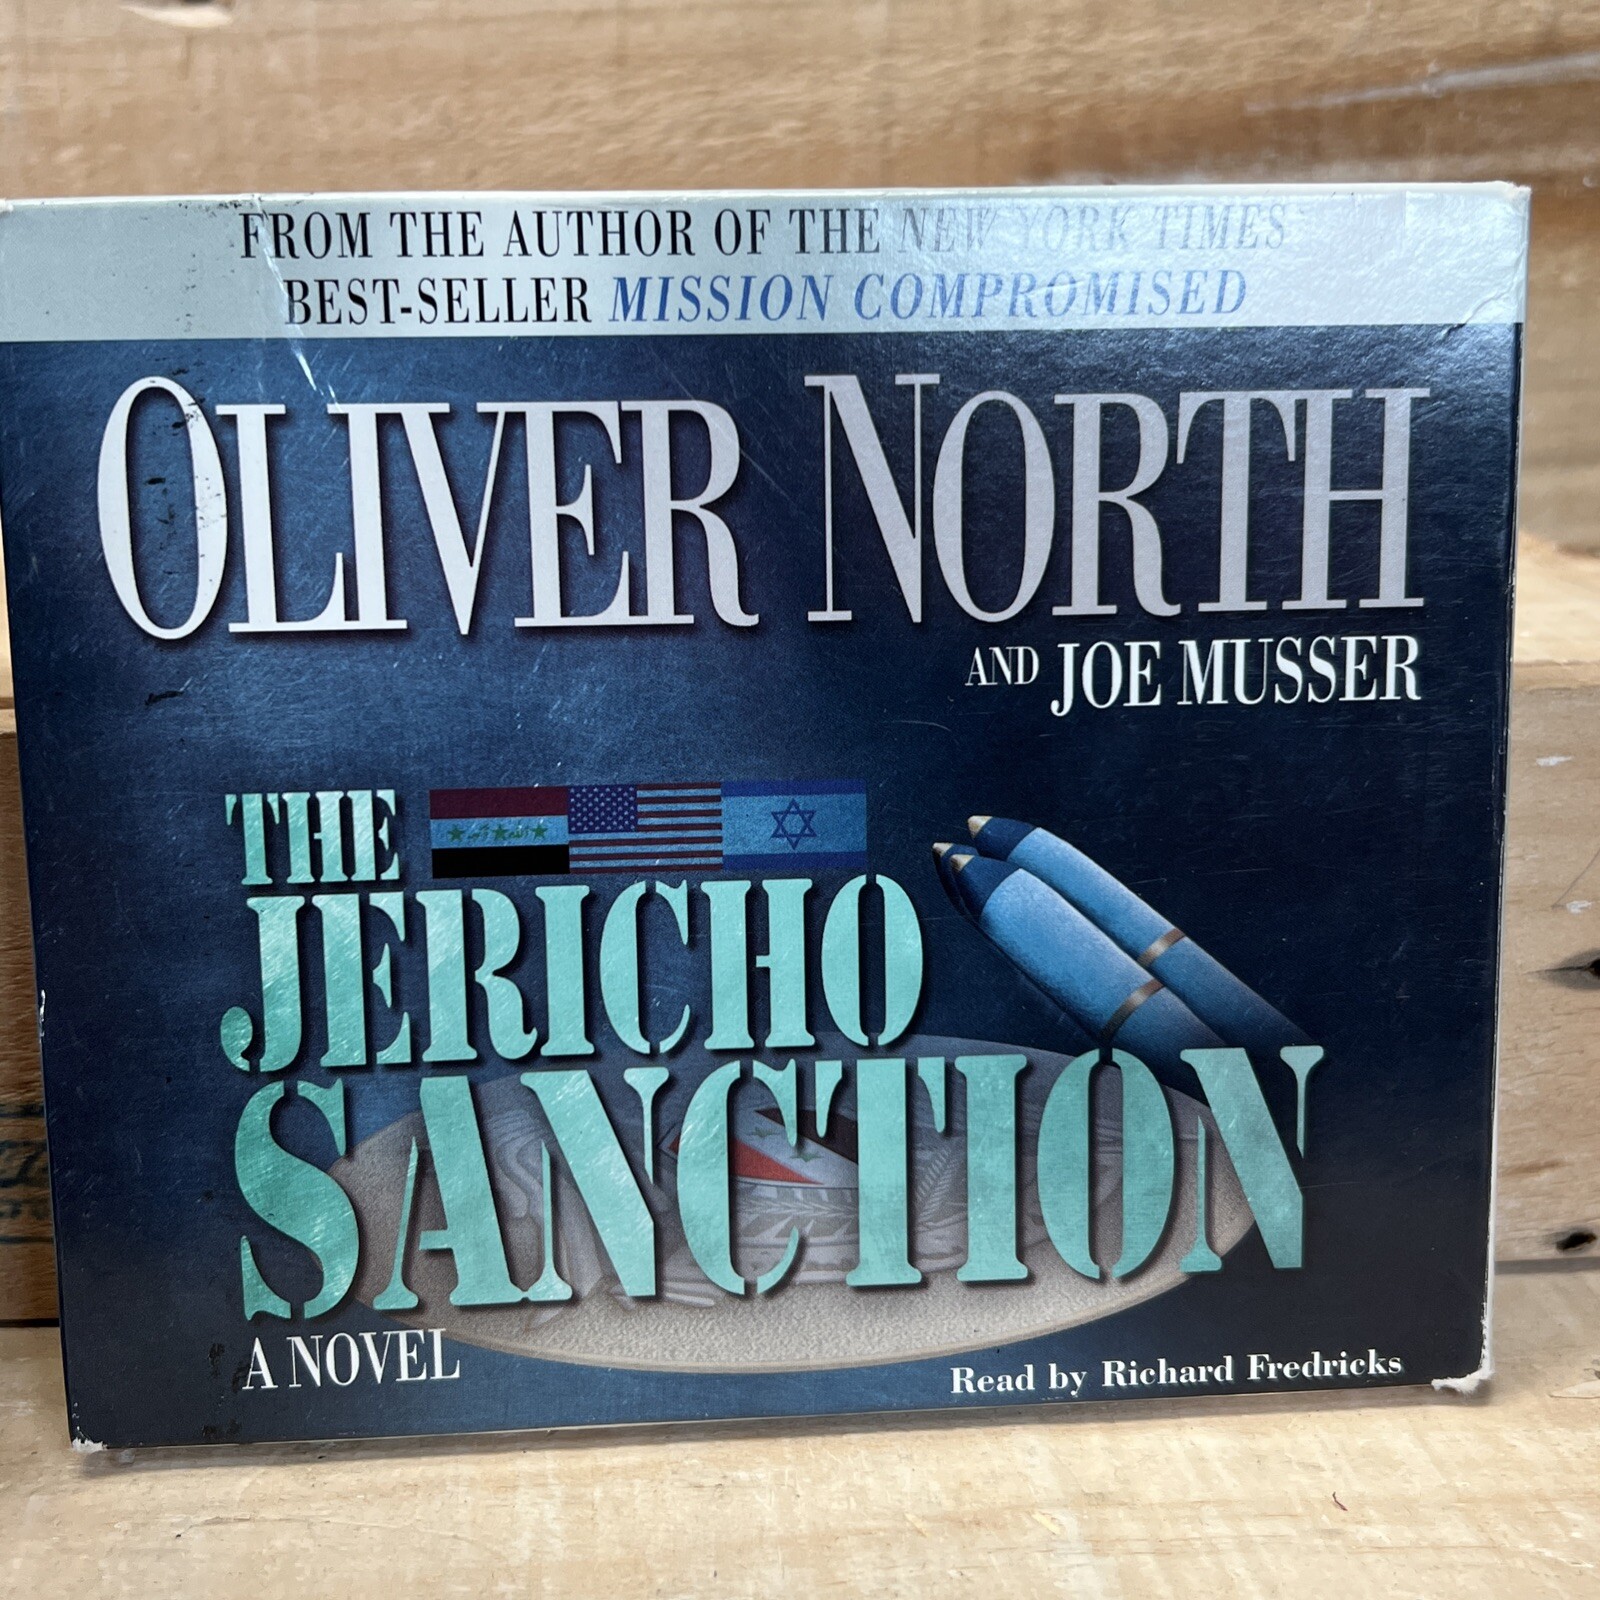 FROM THE AUTHOR OF THE NEW YORK TIMES
BEST-SELLER MISSION COMPROMISED
OLIVER NORTH
AND JOE MUSSER
THE
JERICHO
SANCTION
A NOVEL
Read by Richard Fredricks